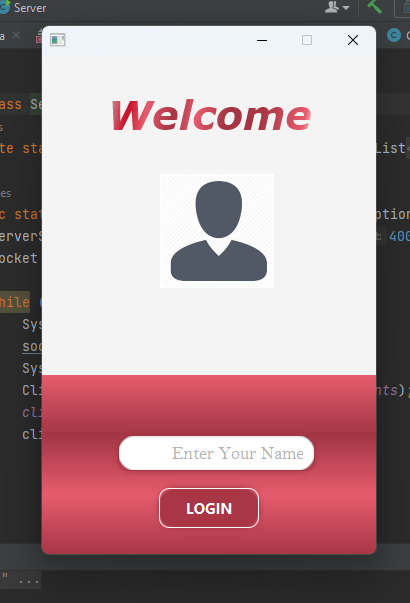 Server
a
Welcome
ass Se
te sta
List<
es
c stat
ption
erverS
t:
400
ocket
hile (
Sys
soc
Sys
Cli
nts);
cli
cli
Enter Your Name
LOGIN
" ...